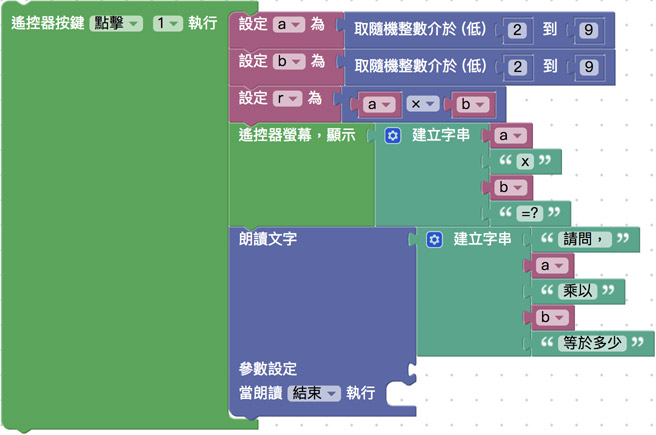 遙控器按鍵 點擊 1 執行
設定 a 為 取隨機整數介於 (低) 2 到 9
設定 b 為 取隨機整數介於 (低) 2 到 9
設定 r 為 a × b
遙控器螢幕，顯示 建立字串 a
“ x ”
b
“ =? ”
朗讀文字 建立字串 “ 請問， ”
a
“ 乘以 ”
b
“ 等於多少 ”
參數設定
當朗讀 結束 執行